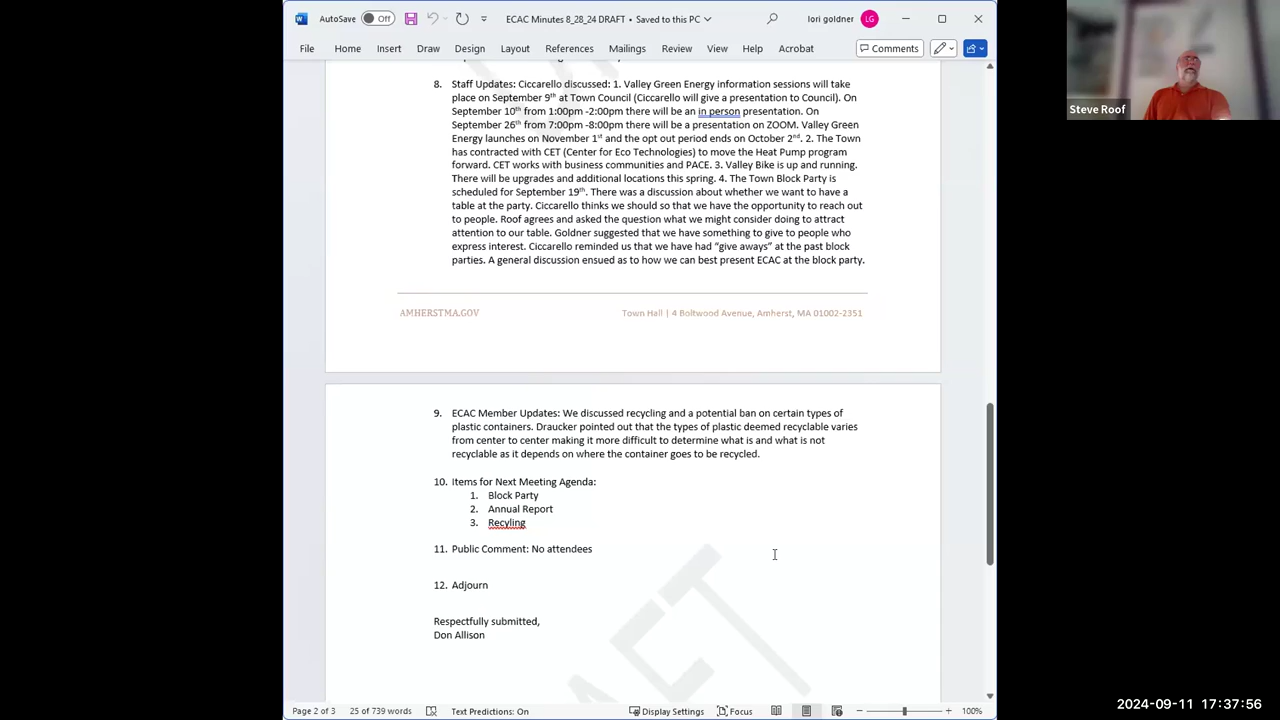 AutoSave Off ECAC Minutes 8_28_24 DRAFT • Saved to this PC lori goldner LG
File Home Insert Draw Design Layout References Mailings Review View Help Acrobat Comments
8. Staff Updates: Ciccarello discussed: 1. Valley Green Energy information sessions will take
place on September 9th at Town Council (Ciccarello will give a presentation to Council). On
September 10th from 1:00pm -2:00pm there will be an in person presentation. On
September 26th from 7:00pm -8:00pm there will be a presentation on ZOOM. Valley Green
Energy launches on November 1st and the opt out period ends on October 2nd. 2. The Town
has contracted with CET (Center for Eco Technologies) to move the Heat Pump program
forward. CET works with business communities and PACE. 3. Valley Bike is up and running.
There will be upgrades and additional locations this spring. 4. The Town Block Party is
scheduled for September 19th. There was a discussion about whether we want to have a
table at the party. Ciccarello thinks we should so that we have the opportunity to reach out
to people. Roof agrees and asked the question what we might consider doing to attract
attention to our table. Goldner suggested that we have something to give to people who
express interest. Ciccarello reminded us that we have had “give aways” at the past block
parties. A general discussion ensued as to how we can best present ECAC at the block party.
AMHERSTMA.GOV Town Hall | 4 Boltwood Avenue, Amherst, MA 01002-2351
9. ECAC Member Updates: We discussed recycling and a potential ban on certain types of
plastic containers. Draucker pointed out that the types of plastic deemed recyclable varies
from center to center making it more difficult to determine what is and what is not
recyclable as it depends on where the container goes to be recycled.
10. Items for Next Meeting Agenda:
1. Block Party
2. Annual Report
3. Recyling
11. Public Comment: No attendees
12. Adjourn
Respectfully submitted,
Don Allison
Page 2 of 3 25 of 739 words Text Predictions: On Display Settings Focus 100%
Steve Roof
2024-09-11 17:37:56